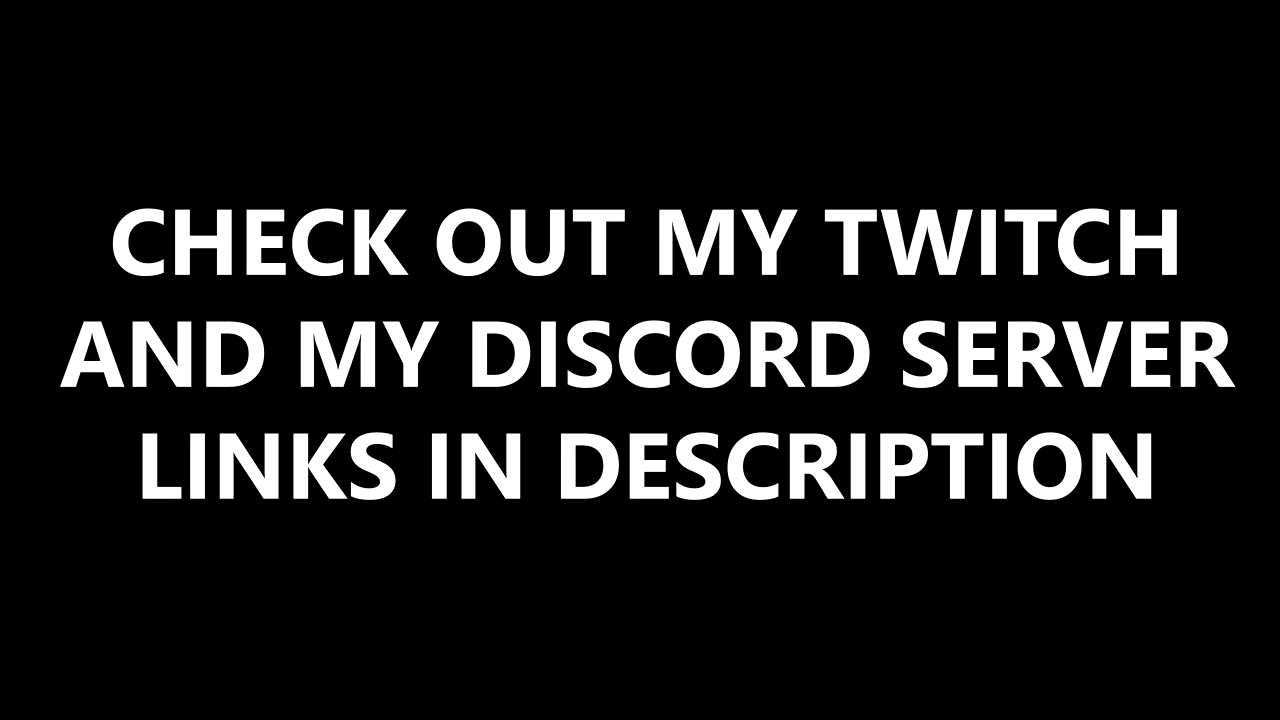 CHECK OUT MY TWITCH
AND MY DISCORD SERVER
LINKS IN DESCRIPTION